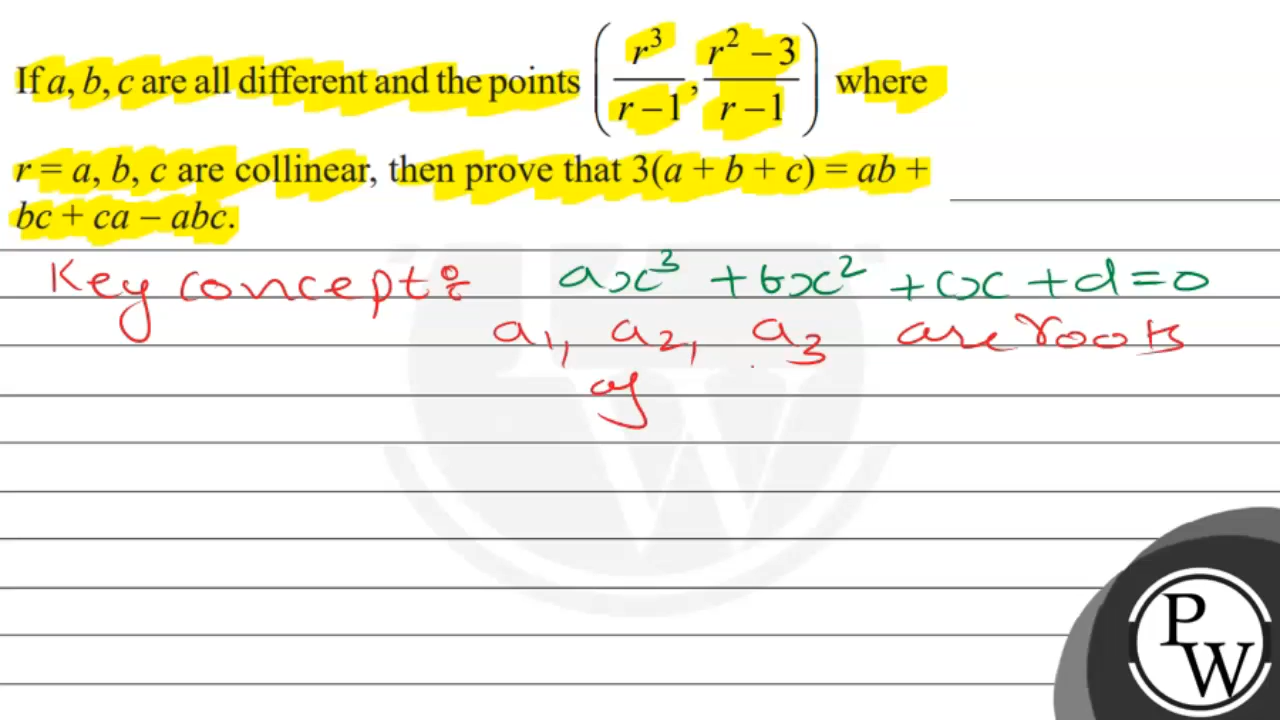 If a, b, c are all different and the points (r³/(r – 1), (r² – 3)/(r – 1)) where
r = a, b, c are collinear, then prove that 3(a + b + c) = ab +
bc + ca – abc.
Key concept:
ax³ + bx² + cx + d = 0
a₁, a₂, a₃ are roots
of
PW
PW